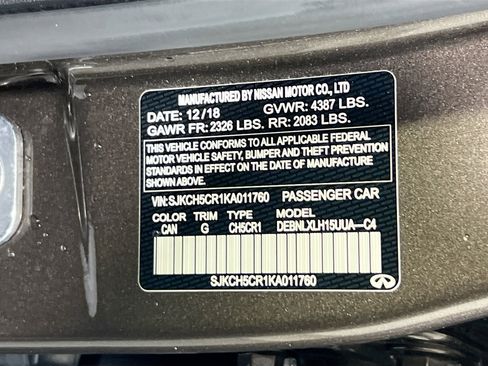 MANUFACTURED BY NISSAN MOTOR CO., LTD
DATE: 12/18 GVWR: 4387 LBS.
GAWR FR: 2326 LBS. RR: 2083 LBS.
THIS VEHICLE CONFORMS TO ALL APPLICABLE FEDERAL
MOTOR VEHICLE SAFETY, BUMPER AND THEFT PREVENTION
STANDARDS IN EFFECT ON THE DATE OF
MANUFACTURE SHOWN ABOVE.
VIN:SJKCH5CR1KA011760 PASSENGER CAR
COLOR TRIM TYPE MODEL
CAN G CH5CR1 DEBNLXLH15UUA-C4
SJKCH5CR1KA011760